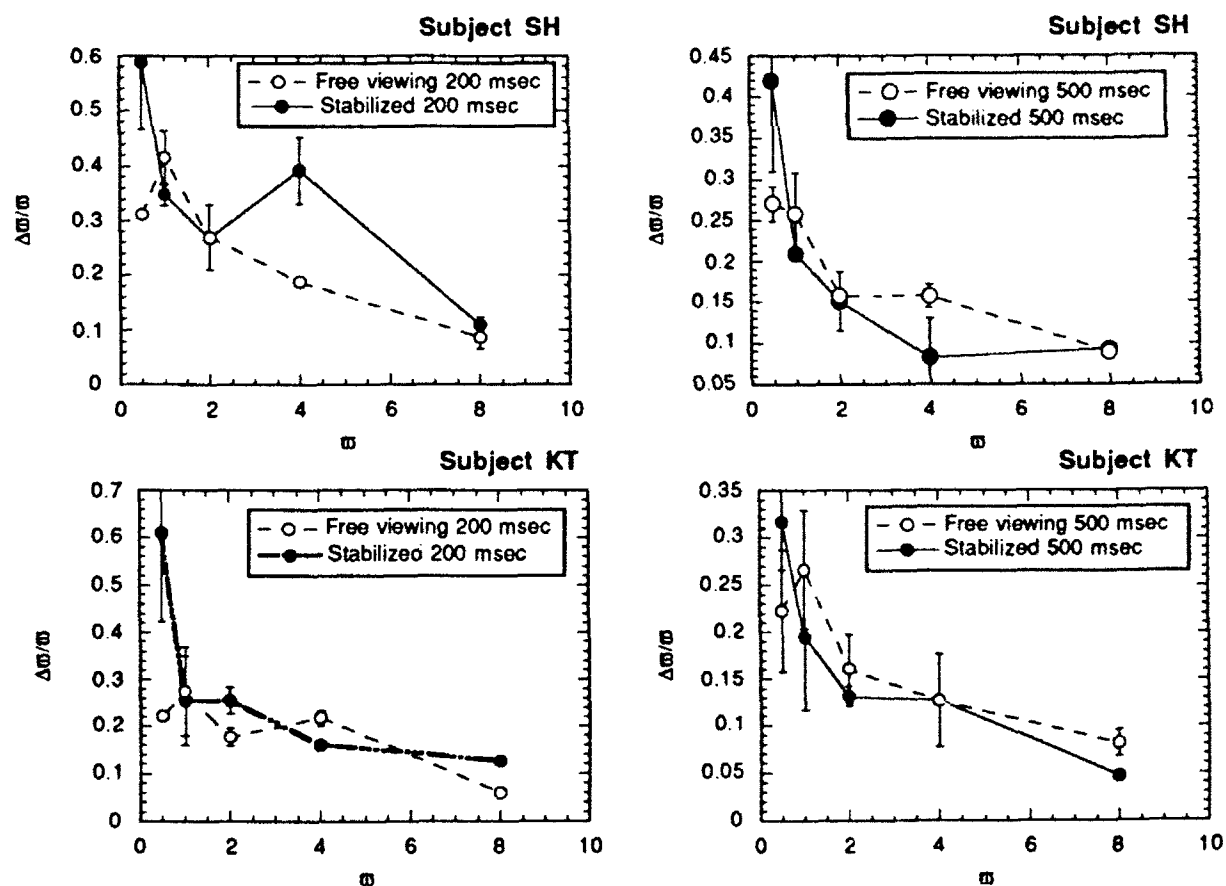 Subject SH
Free viewing 200 msec
Stabilized 200 msec
0.6
0.5
0.4
0.3
0.2
0.1
0
Δϖ/ϖ
0 2 4 6 8 10
ϖ
Subject SH
Free viewing 500 msec
Stabilized 500 msec
0.45
0.4
0.35
0.3
0.25
0.2
0.15
0.1
0.05
Δϖ/ϖ
0 2 4 6 8 10
ϖ
Subject KT
Free viewing 200 msec
Stabilized 200 msec
0.7
0.6
0.5
0.4
0.3
0.2
0.1
0
Δϖ/ϖ
0 2 4 6 8 10
ϖ
Subject KT
Free viewing 500 msec
Stabilized 500 msec
0.35
0.3
0.25
0.2
0.15
0.1
0.05
0
Δϖ/ϖ
0 2 4 6 8 10
ϖ